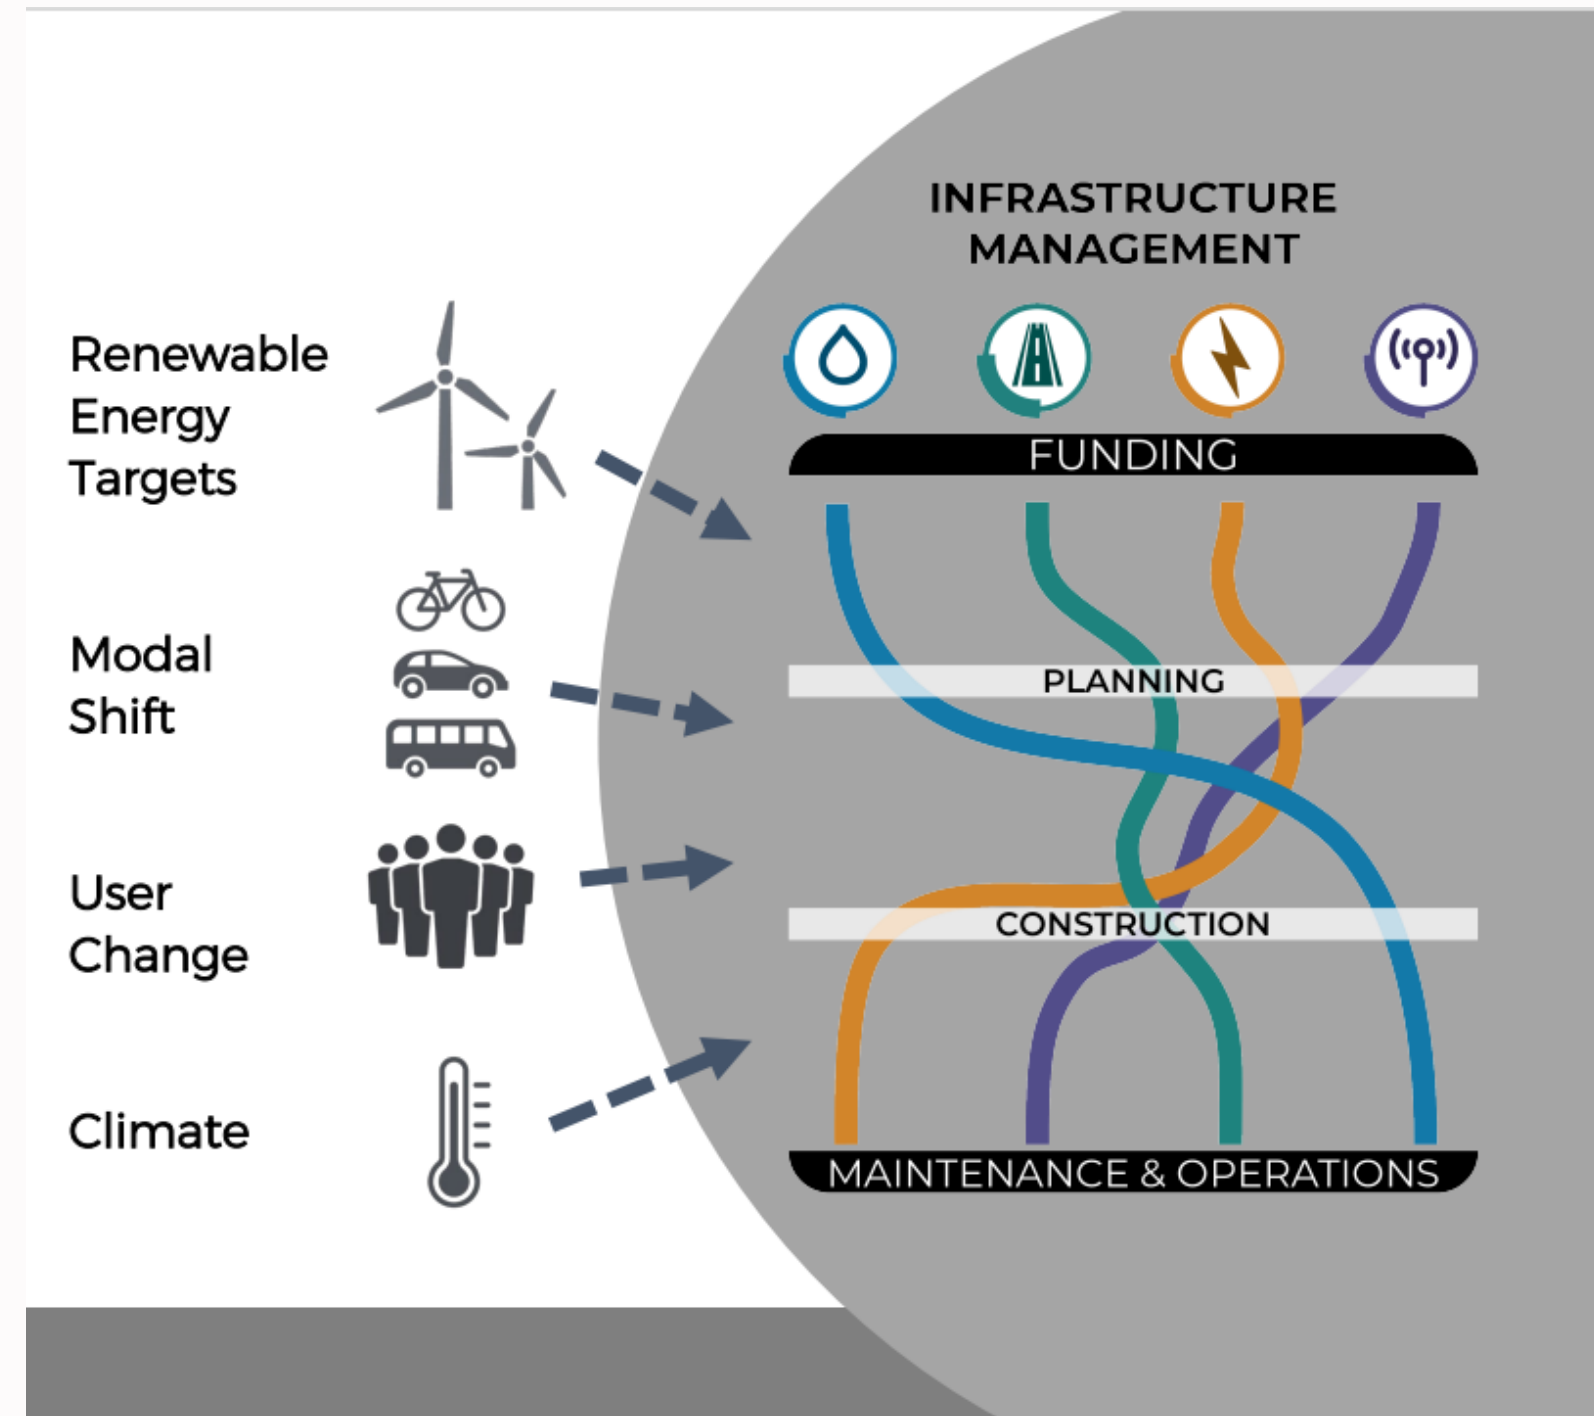 Renewable
Energy
Targets
Modal
Shift
User
Change
Climate
INFRASTRUCTURE
MANAGEMENT
FUNDING
PLANNING
CONSTRUCTION
MAINTENANCE & OPERATIONS